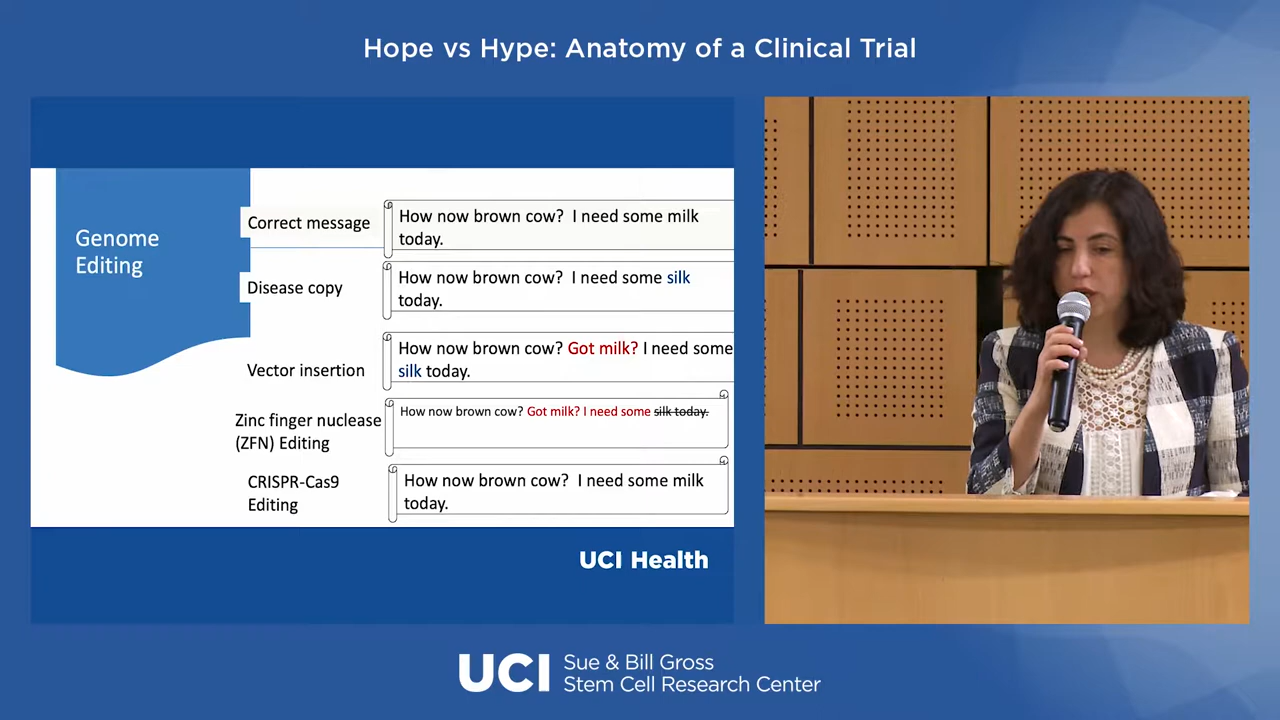 Hope vs Hype: Anatomy of a Clinical Trial
Genome
Editing
Correct message
How now brown cow?  I need some milk
today.
Disease copy
How now brown cow?  I need some silk
today.
Vector insertion
How now brown cow? Got milk? I need some
silk today.
Zinc finger nuclease
(ZFN) Editing
How now brown cow? Got milk? I need some silk today.
CRISPR-Cas9
Editing
How now brown cow?  I need some milk
today.
UCI Health
UCI
Sue & Bill Gross
Stem Cell Research Center